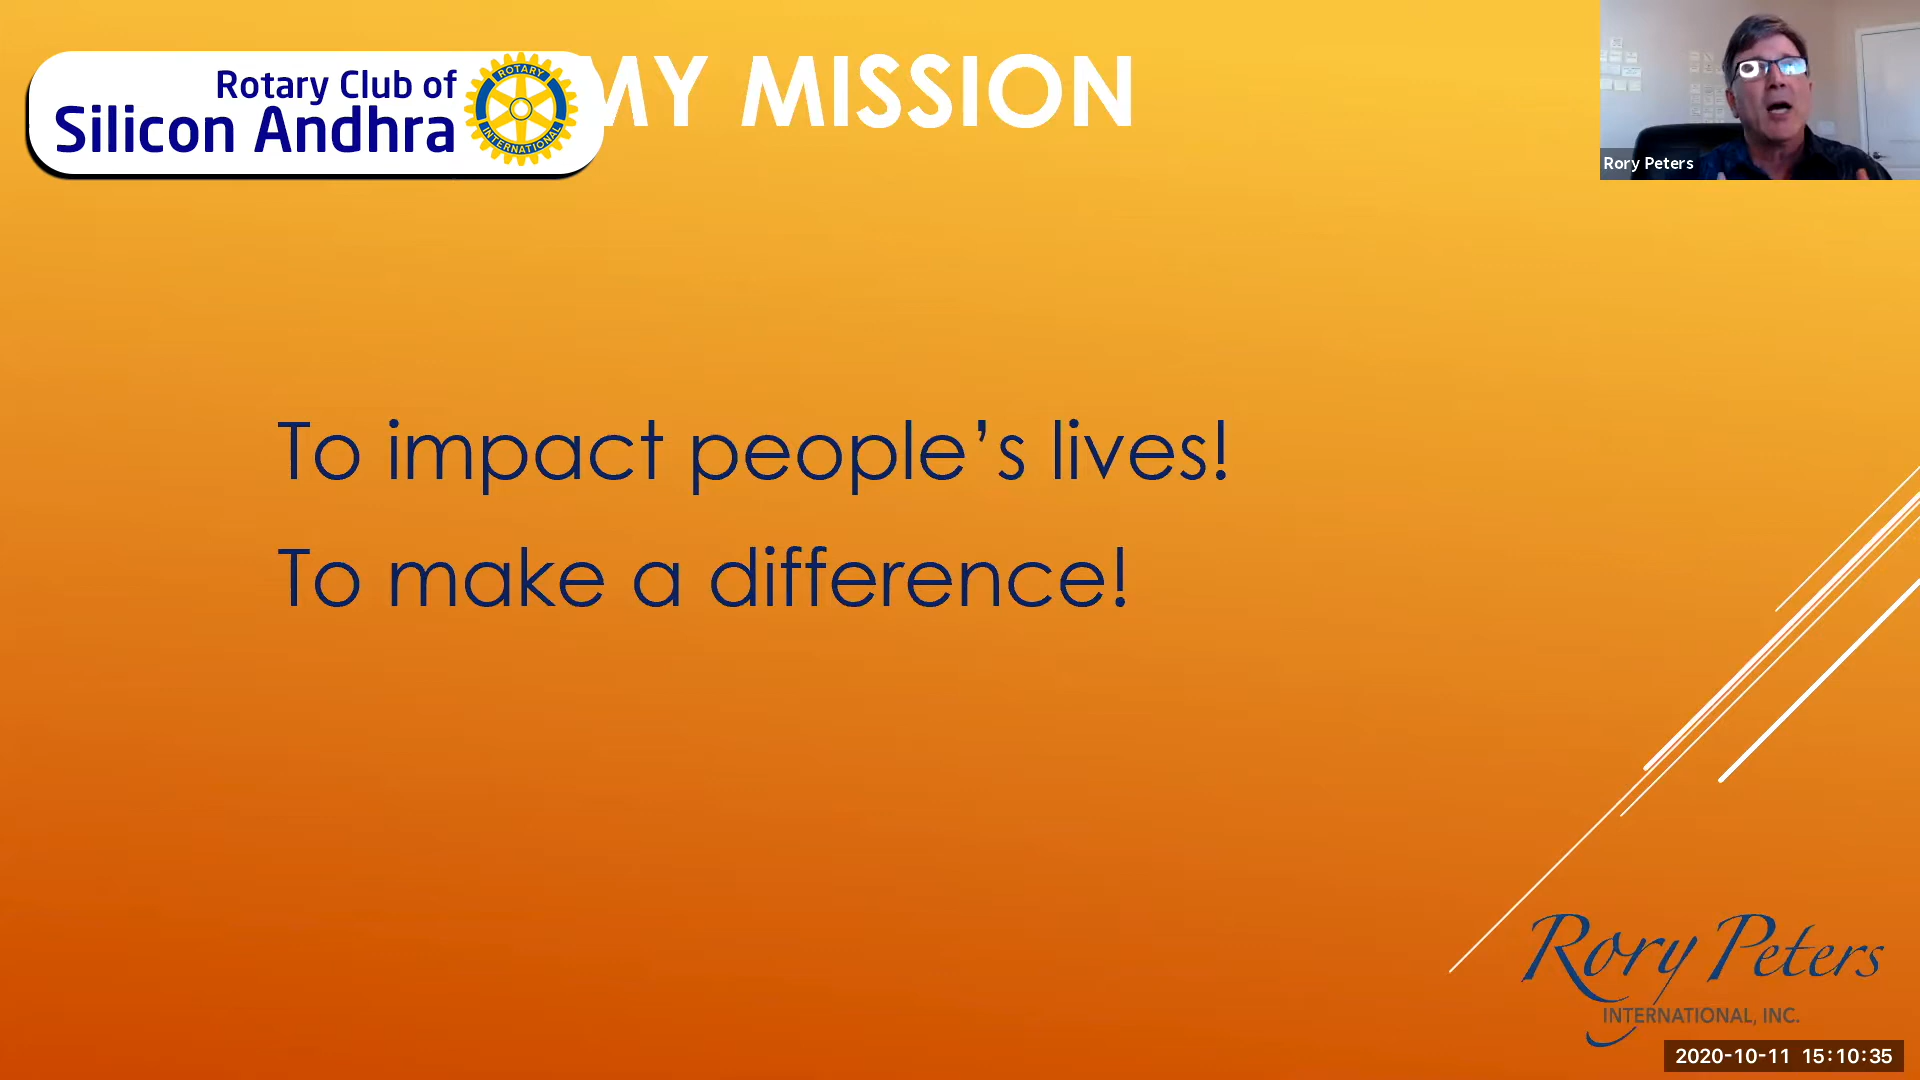 Rotary Club of
Silicon Andhra
ROTARY
INTERNATIONAL
MY MISSION
Rory Peters
To impact people’s lives!
To make a difference!
Rory Peters
INTERNATIONAL, INC.
2020-10-11 15:10:35